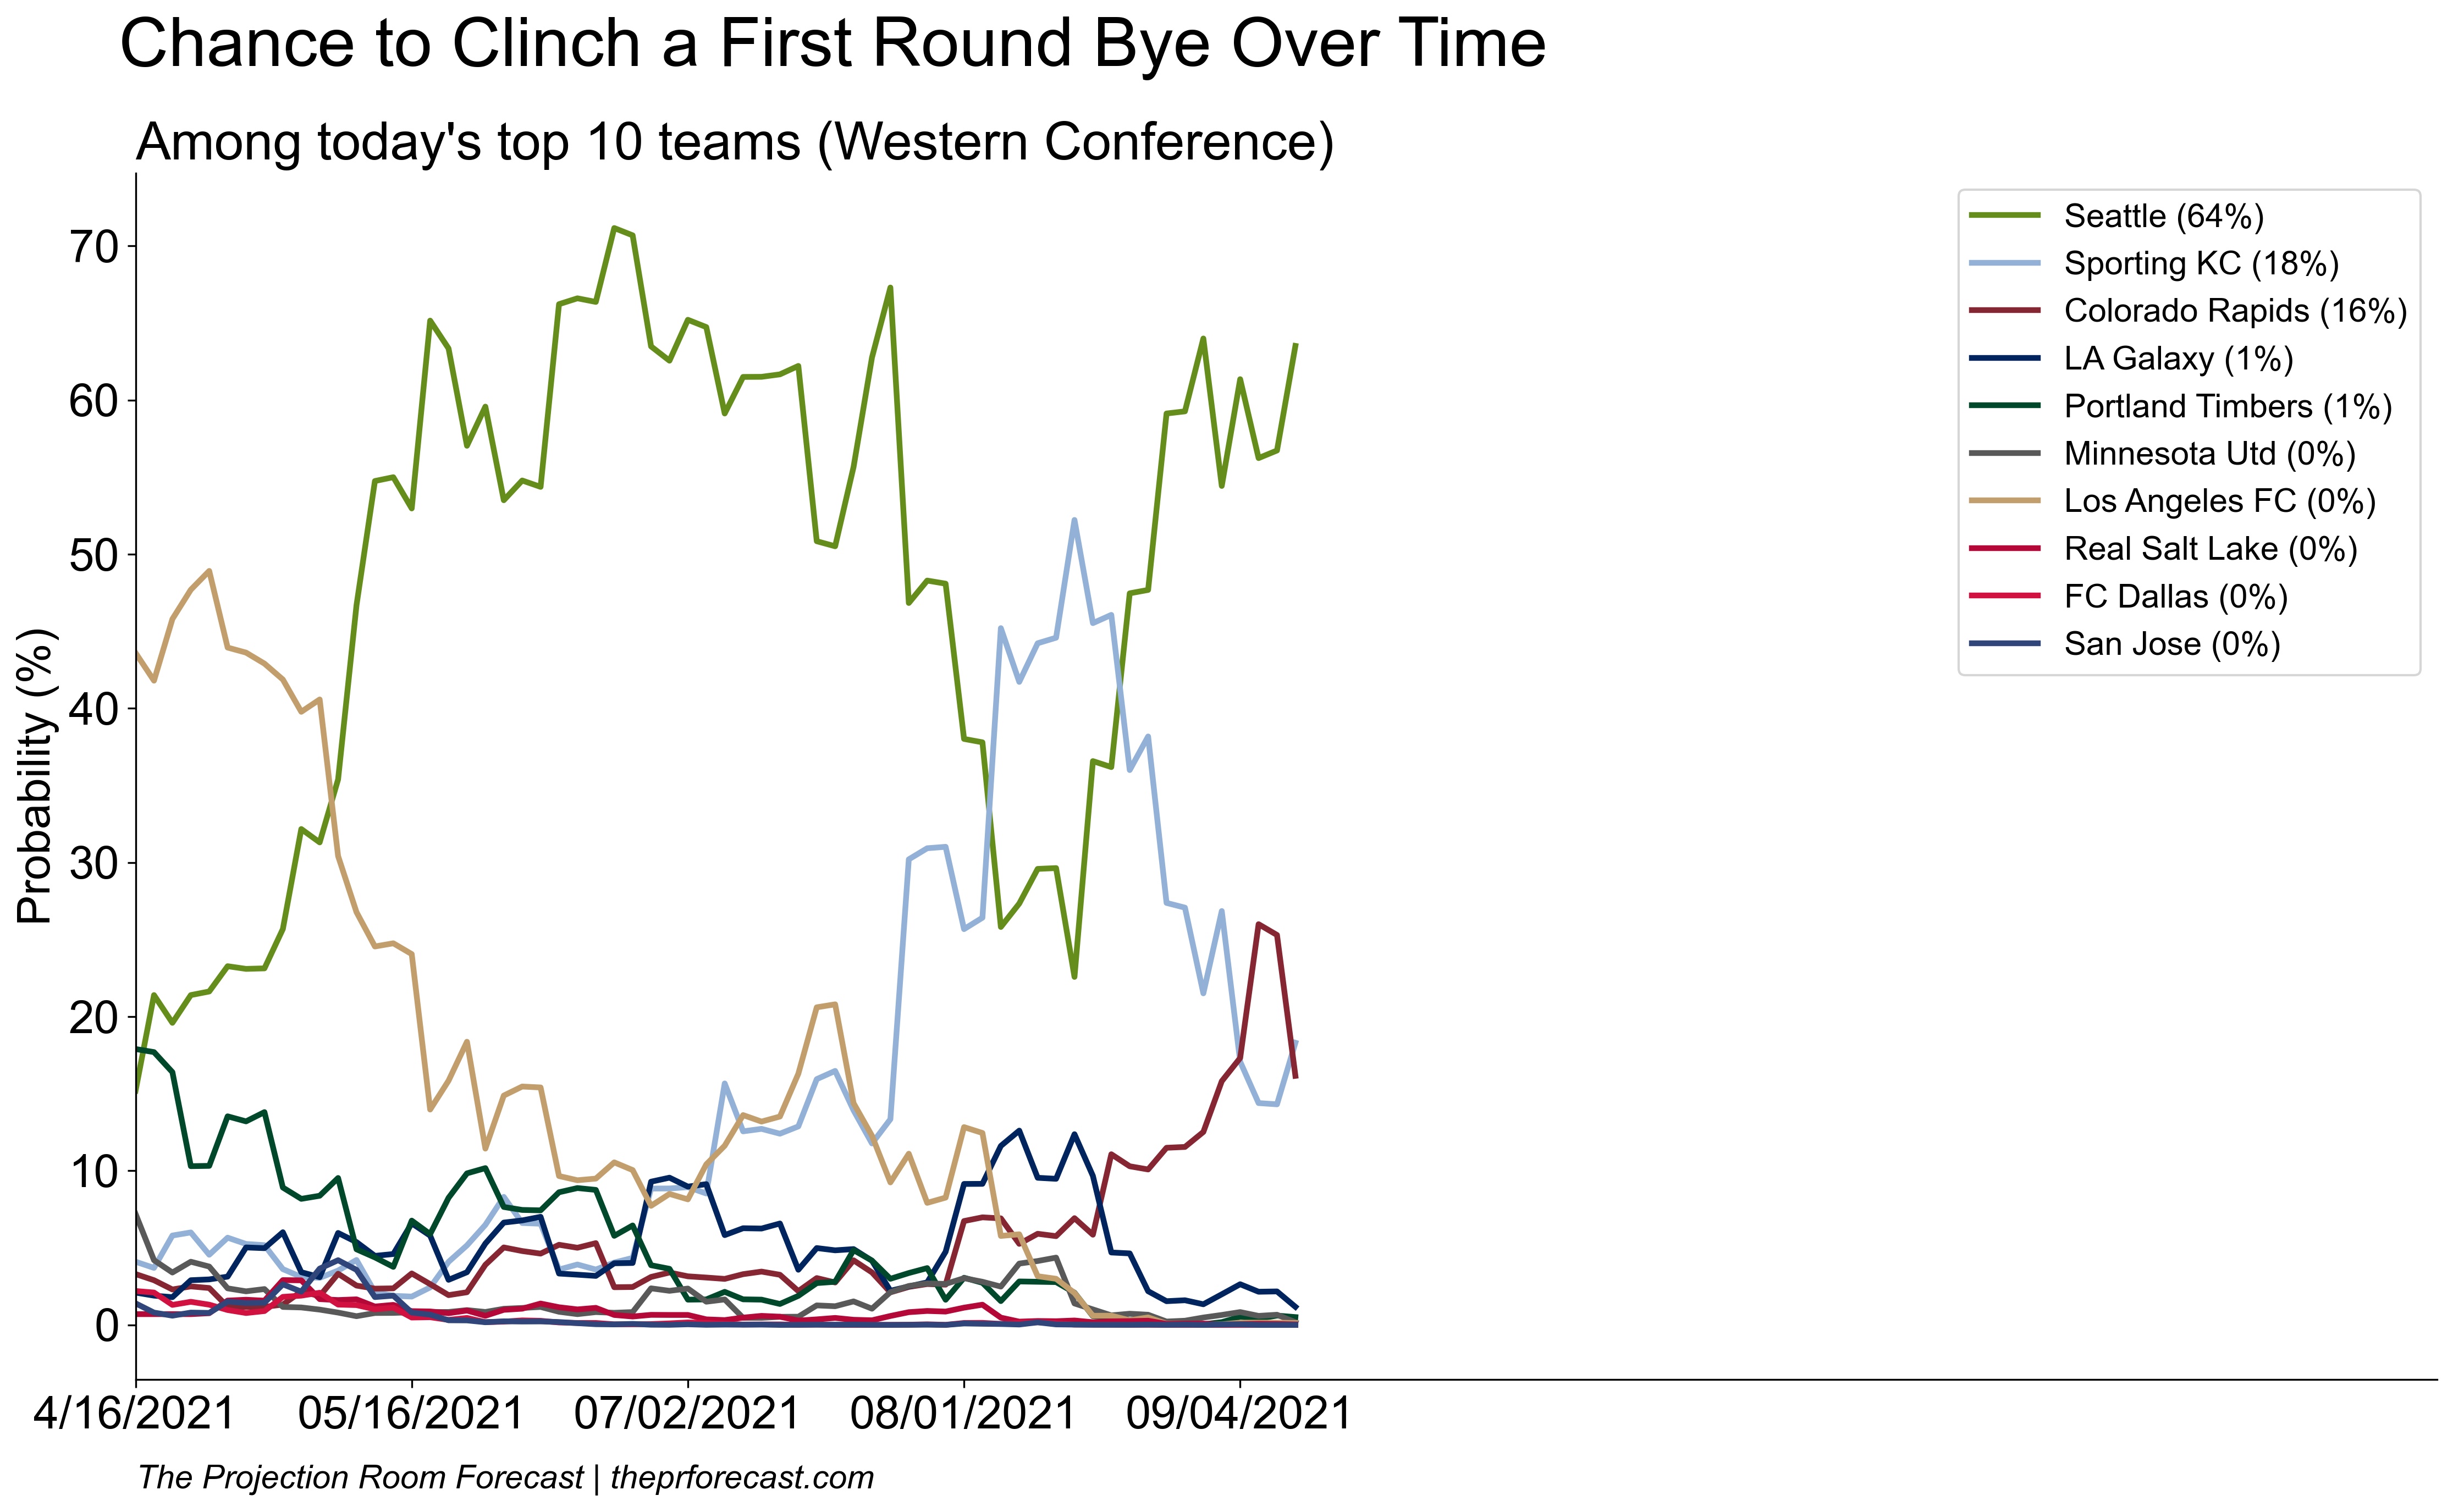 Chance to Clinch a First Round Bye Over Time
Among today's top 10 teams (Western Conference)
Seattle (64%)
Sporting KC (18%)
Colorado Rapids (16%)
LA Galaxy (1%)
Portland Timbers (1%)
Minnesota Utd (0%)
Los Angeles FC (0%)
Real Salt Lake (0%)
FC Dallas (0%)
San Jose (0%)
Probability (%)
70
60
50
40
30
20
10
0
4/16/2021
05/16/2021
07/02/2021
08/01/2021
09/04/2021
The Projection Room Forecast | theprforecast.com